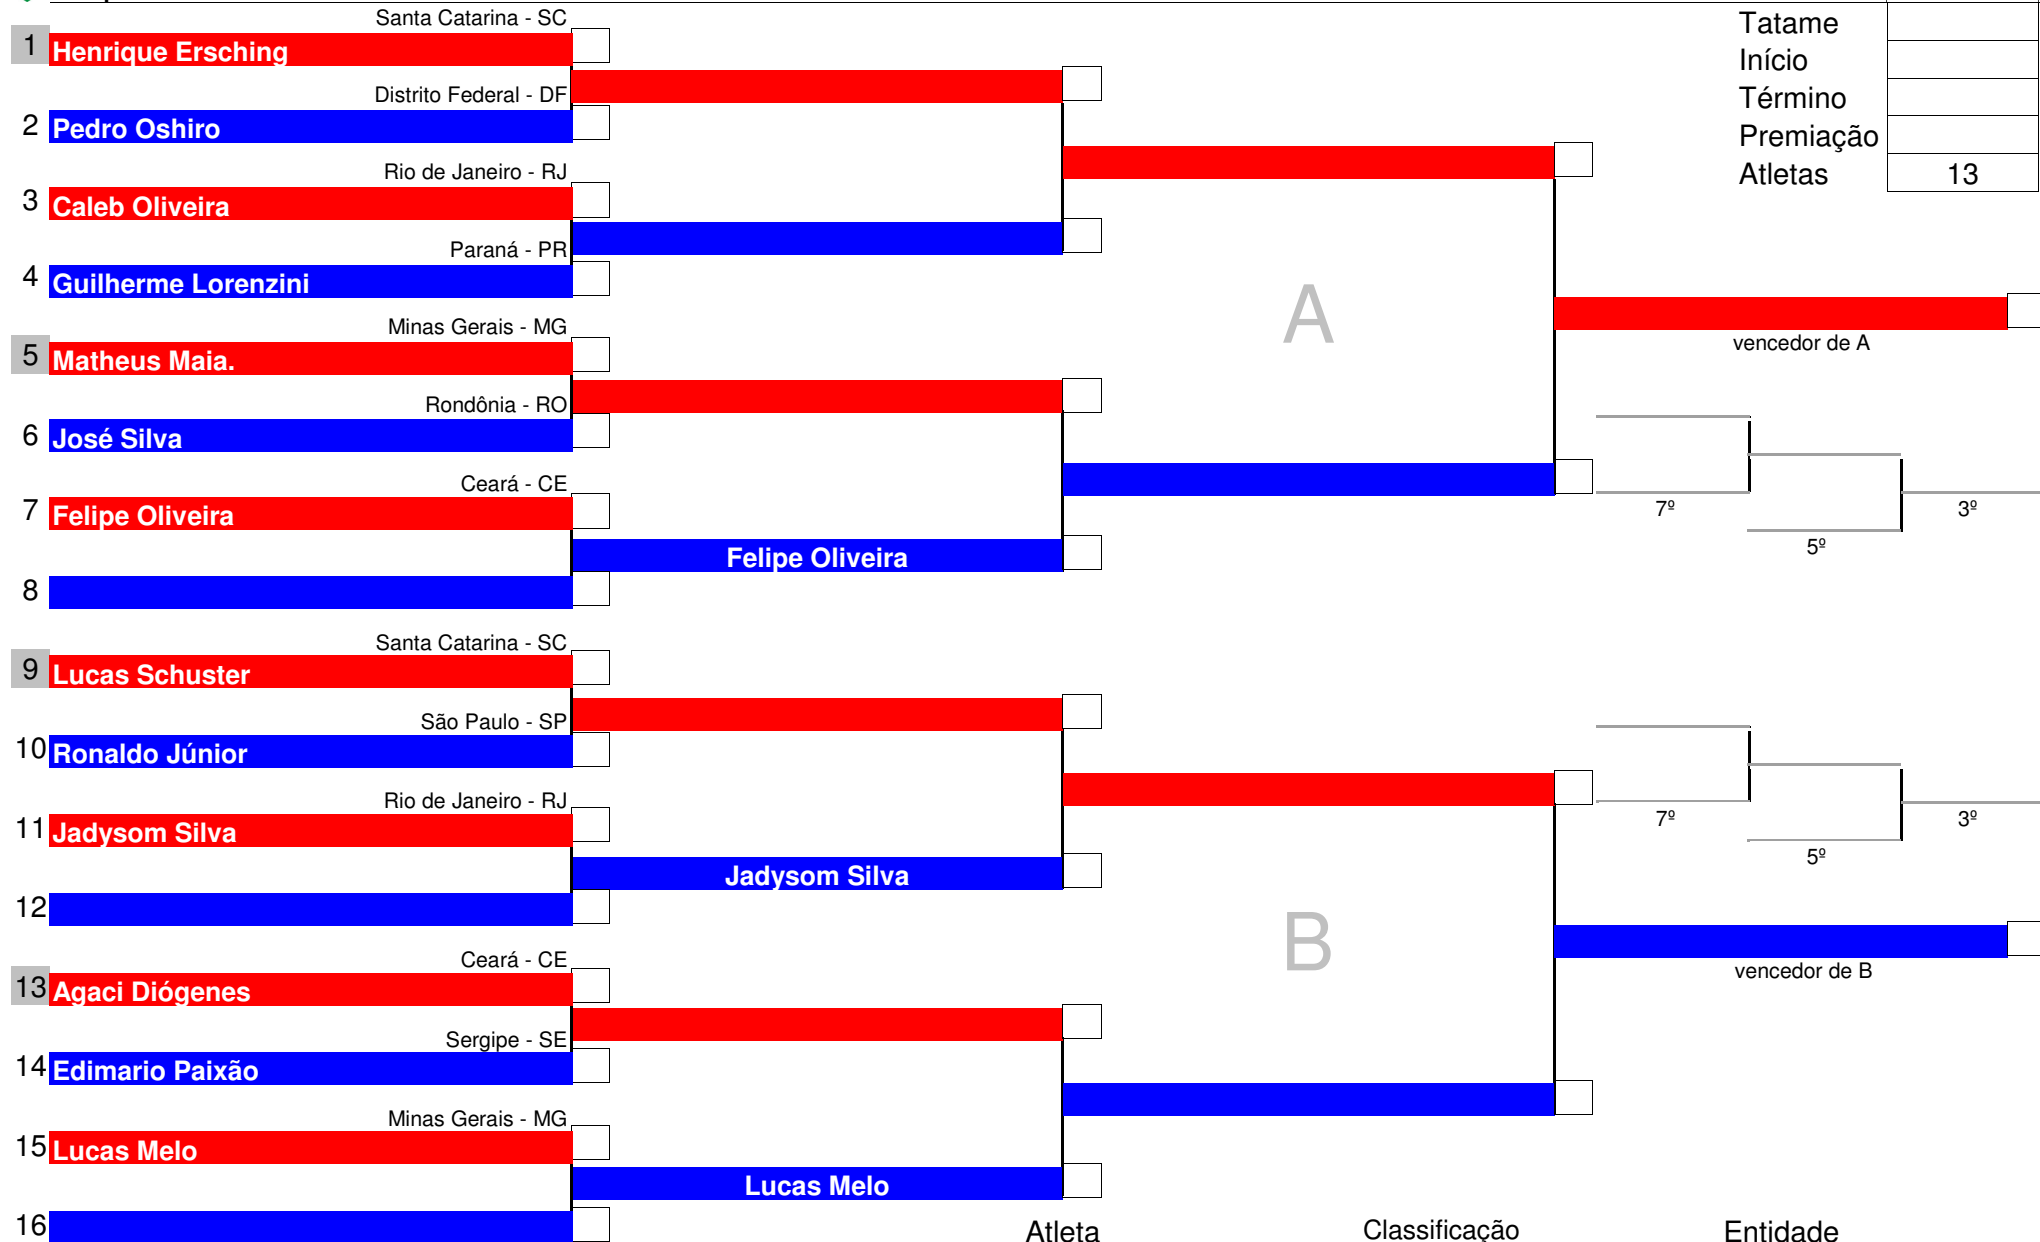 Santa Catarina - SC
1 Henrique Ersching
Distrito Federal - DF
2 Pedro Oshiro
Rio de Janeiro - RJ
3 Caleb Oliveira
Paraná - PR
4 Guilherme Lorenzini
Minas Gerais - MG
5 Matheus Maia.
Rondônia - RO
6 José Silva
Ceará - CE
7 Felipe Oliveira
Felipe Oliveira
8
Santa Catarina - SC
9 Lucas Schuster
São Paulo - SP
10 Ronaldo Júnior
Rio de Janeiro - RJ
11 Jadysom Silva
Jadysom Silva
12
Ceará - CE
13 Agaci Diógenes
Sergipe - SE
14 Edimario Paixão
Minas Gerais - MG
15 Lucas Melo
Lucas Melo
16
A
B
Tatame
Início
Término
Premiação
Atletas 13
vencedor de A
7º
5º
3º
7º
5º
3º
vencedor de B
Atleta Classificação Entidade